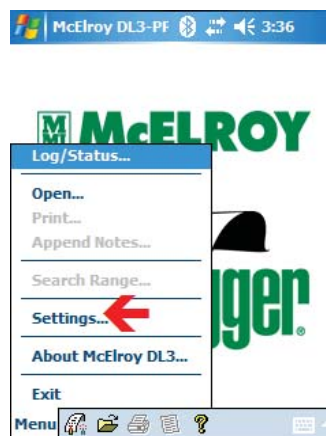 McElroy DL3-PF 3:36
McELROY
Log/Status...
Open...
Print...
Append Notes...
Search Range...
Settings...
gger.
About McElroy DL3...
Exit
Menu